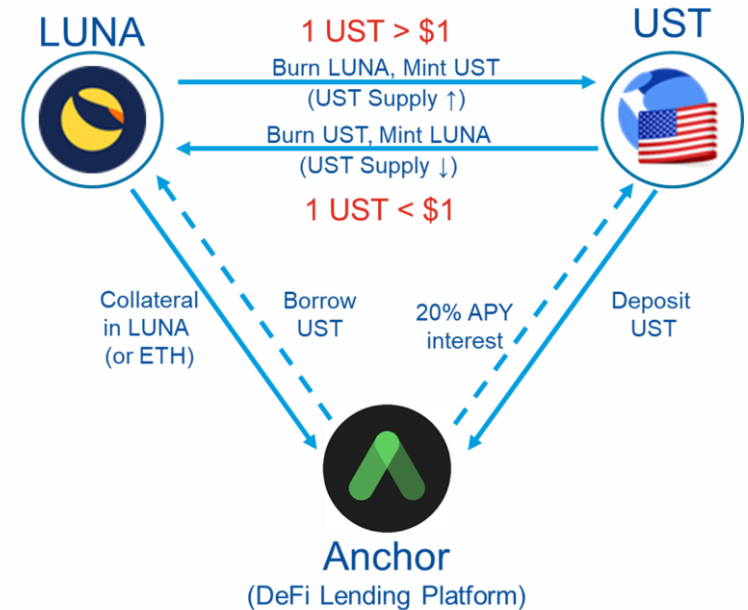 LUNA
UST
1 UST > $1
Burn LUNA, Mint UST
(UST Supply ↑)
Burn UST, Mint LUNA
(UST Supply ↓)
1 UST < $1
Collateral
in LUNA
(or ETH)
Borrow
UST
20% APY
interest
Deposit
UST
Anchor
(DeFi Lending Platform)